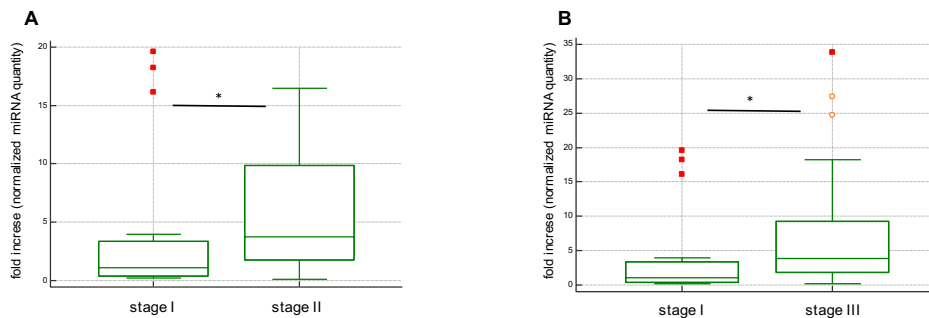 A
fold increse (normalized miRNA quantity)
20
15
10
5
0
*
stage I
stage II
B
fold increse (normalized miRNA quantity)
35
30
25
20
15
10
5
0
*
stage I
stage III